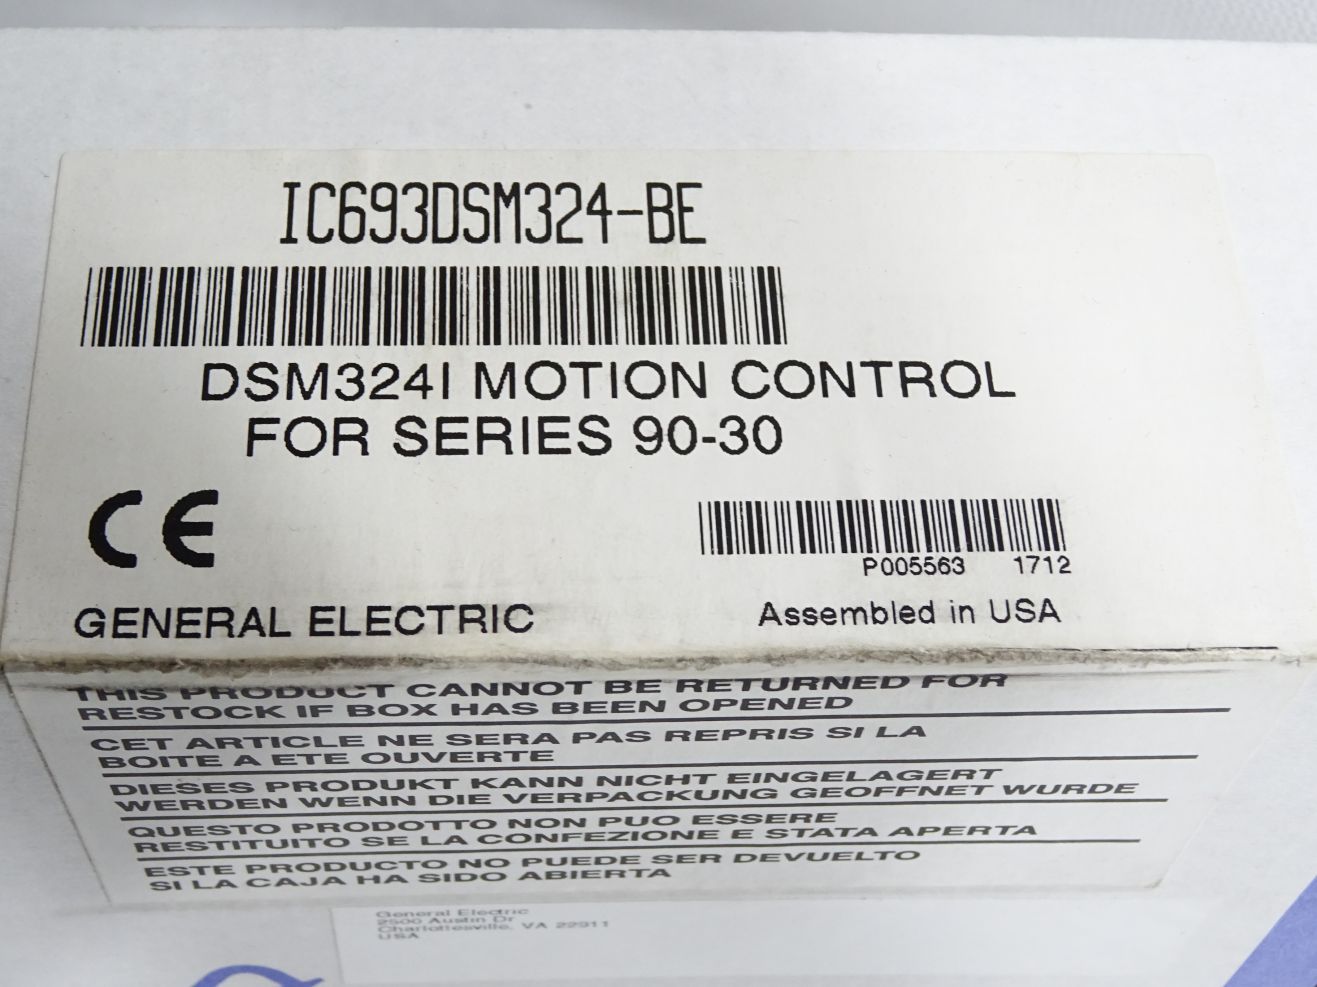 IC693DSM324-BE
DSM324I MOTION CONTROL
FOR SERIES 90-30
CE
P005563 1712
GENERAL ELECTRIC
Assembled in USA
THIS PRODUCT CANNOT BE RETURNED FOR
RESTOCK IF BOX HAS BEEN OPENED
CET ARTICLE NE SERA PAS REPRIS SI LA
BOITE A ETE OUVERTE
DIESES PRODUKT KANN NICHT EINGELAGERT
WERDEN WENN DIE VERPACKUNG GEOFFNET WURDE
QUESTO PRODOTTO NON PUO ESSERE
RESTITUITO SE LA CONFEZIONE E STATA APERTA
ESTE PRODUCTO NO PUEDE SER DEVUELTO
SI LA CAJA HA SIDO ABIERTA
General Electric
2500 Austin Dr
Charlottesville, VA 22911
USA